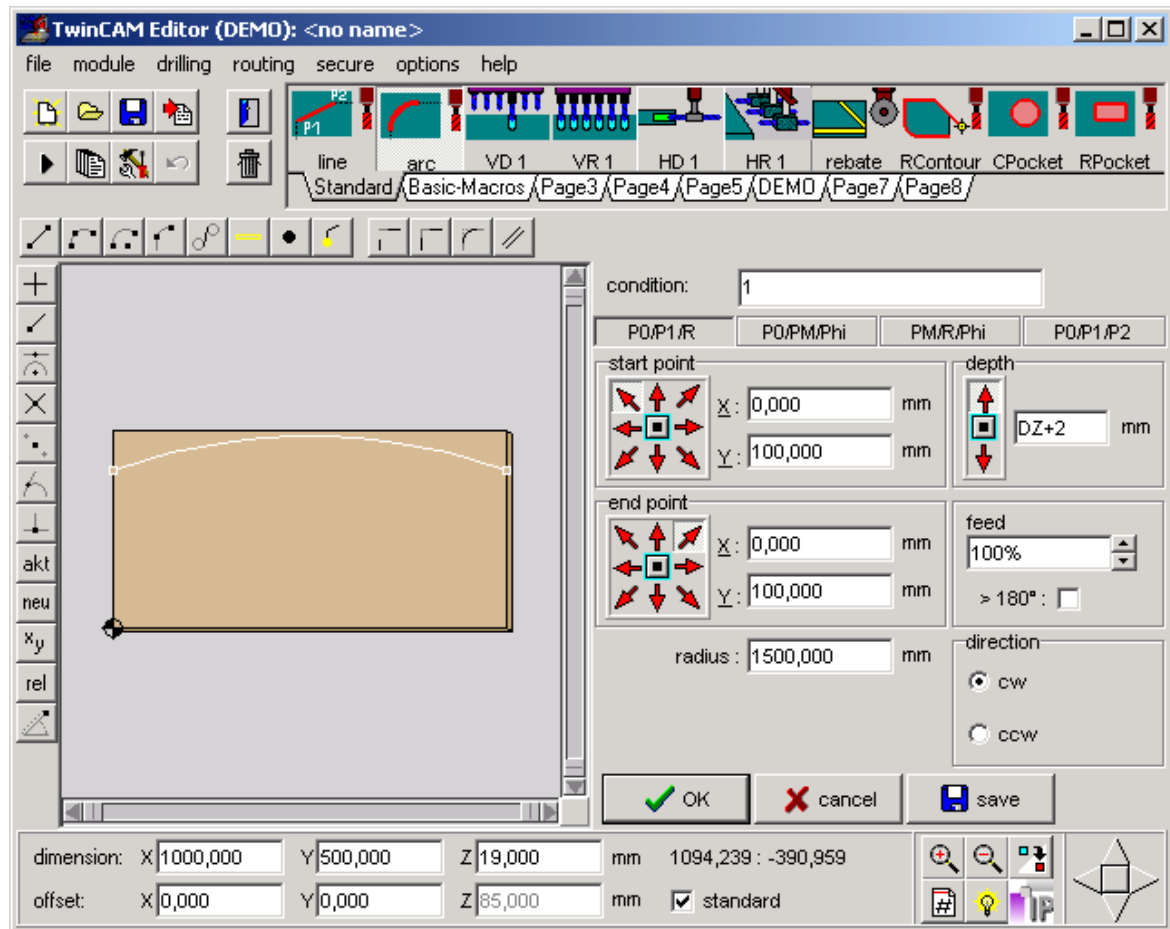 TwinCAM Editor (DEMO): <no name>
file module drilling routing secure options help
P2
P1
line arc VD 1 VR 1 HD 1 HR 1 rebate RContour CPocket RPocket
Standard Basic-Macros Page3 Page4 Page5 DEMO Page7 Page8
condition: 1
P0/P1/R P0/PM/Phi PM/R/Phi P0/P1/P2
start point
X : 0,000 mm
Y : 100,000 mm
depth
DZ+2 mm
end point
X : 0,000 mm
Y : 100,000 mm
feed
100%
> 180° :
radius : 1500,000 mm
direction
cw
ccw
akt
neu
xy
rel
OK cancel save
dimension: X 1000,000 Y 500,000 Z 19,000 mm 1094,239 : -390,959
offset: X 0,000 Y 0,000 Z 85,000 mm standard
#
IP